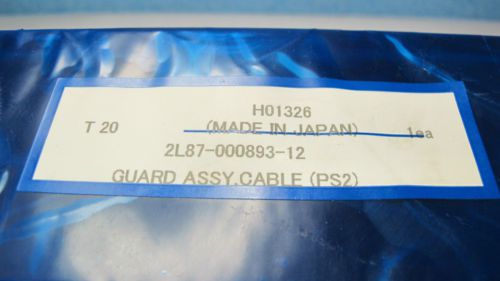 H01326
T 20 (MADE IN JAPAN) 1ea
2L87-000893-12
GUARD ASSY,CABLE (PS2)